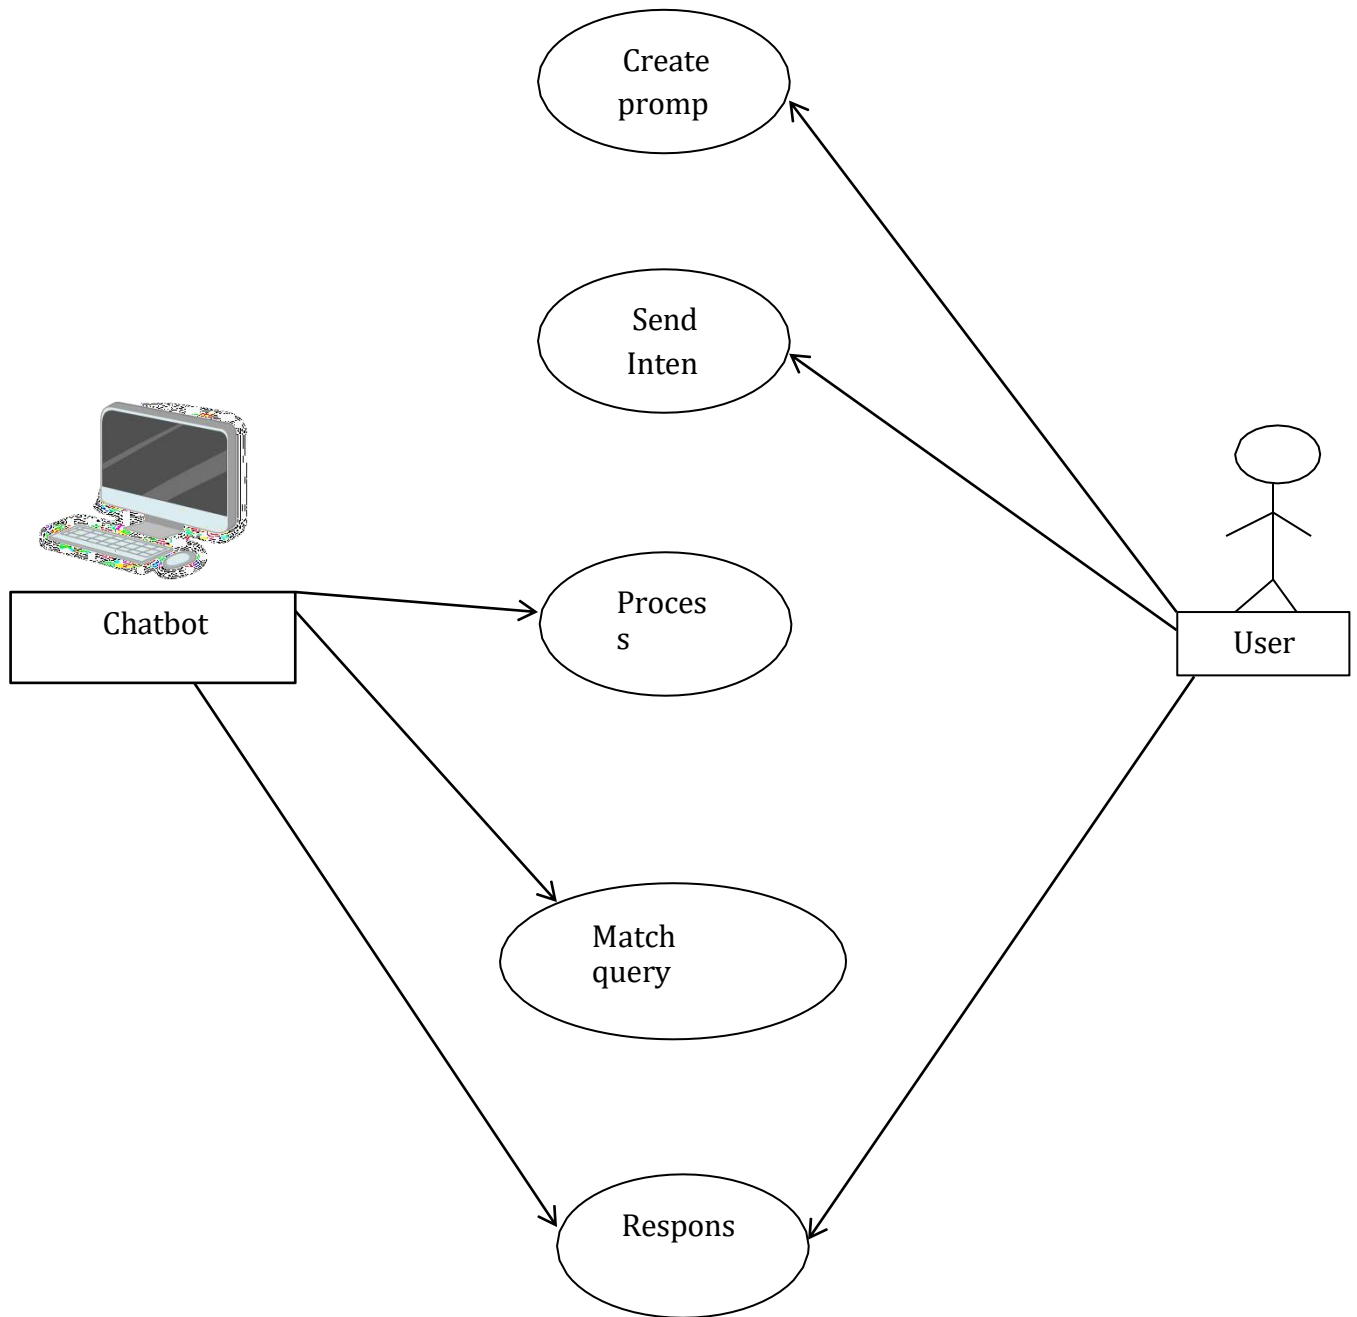 Create
promp
Send
Inten
Chatbot
Proces
s
User
Match
query
Respons